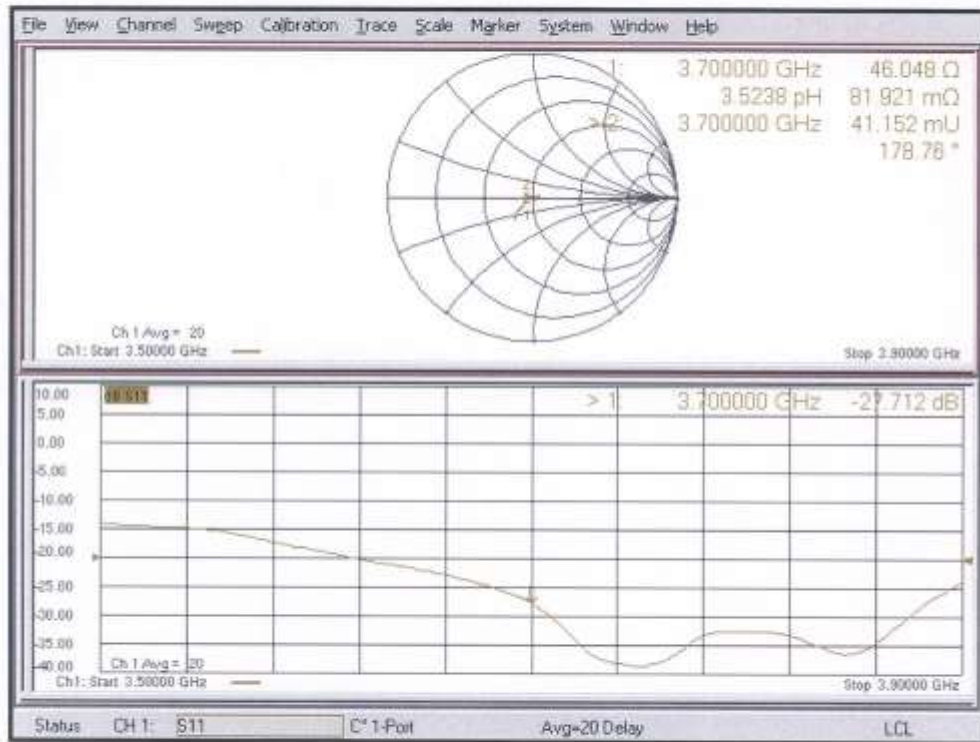 File View Channel Sweep Calibration Trace Scale Marker System Window Help
1: 3.700000 GHz 46.048 Ω
3.5238 pH 81.921 mΩ
> 2: 3.700000 GHz 41.152 mU
178.76 °
Ch 1 Avg = 20
Ch1: Start 3.50000 GHz
Stop 3.90000 GHz
10.00
dB S11
> 1: 3.700000 GHz -27.712 dB
5.00
0.00
-5.00
-10.00
-15.00
-20.00
-25.00
-30.00
-35.00
-40.00
Ch 1 Avg = 20
Ch1: Start 3.50000 GHz
Stop 3.90000 GHz
Status CH 1: S11 C* 1-Port Avg=20 Delay LCL